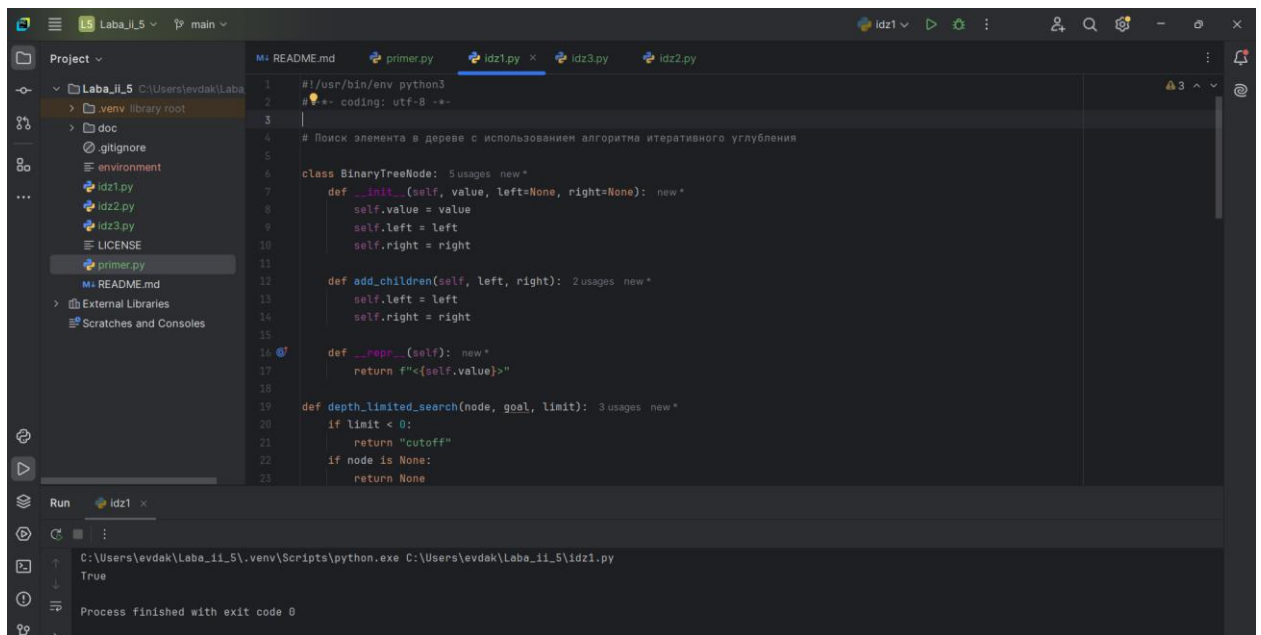 L5 Laba_ii_5 main idz1
Project
README.md primer.py idz1.py idz3.py idz2.py
Laba_ii_5 C:\Users\evdak\Laba
.venv library root
doc
.gitignore
environment
idz1.py
idz2.py
idz3.py
LICENSE
primer.py
README.md
External Libraries
Scratches and Consoles
3
1 #!/usr/bin/env python3
2 # -*- coding: utf-8 -*-
3
4 # Поиск элемента в дереве с использованием алгоритма итеративного углубления
5
6 class BinaryTreeNode: 5 usages new *
7 def __init__(self, value, left=None, right=None): new *
8 self.value = value
9 self.left = left
10 self.right = right
11
12 def add_children(self, left, right): 2 usages new *
13 self.left = left
14 self.right = right
15
16 def __repr__(self): new *
17 return f"<{self.value}>"
18
19 def depth_limited_search(node, goal, limit): 3 usages new *
20 if limit < 0:
21 return "cutoff"
22 if node is None:
23 return None
Run idz1
C:\Users\evdak\Laba_ii_5\.venv\Scripts\python.exe C:\Users\evdak\Laba_ii_5\idz1.py
True
Process finished with exit code 0